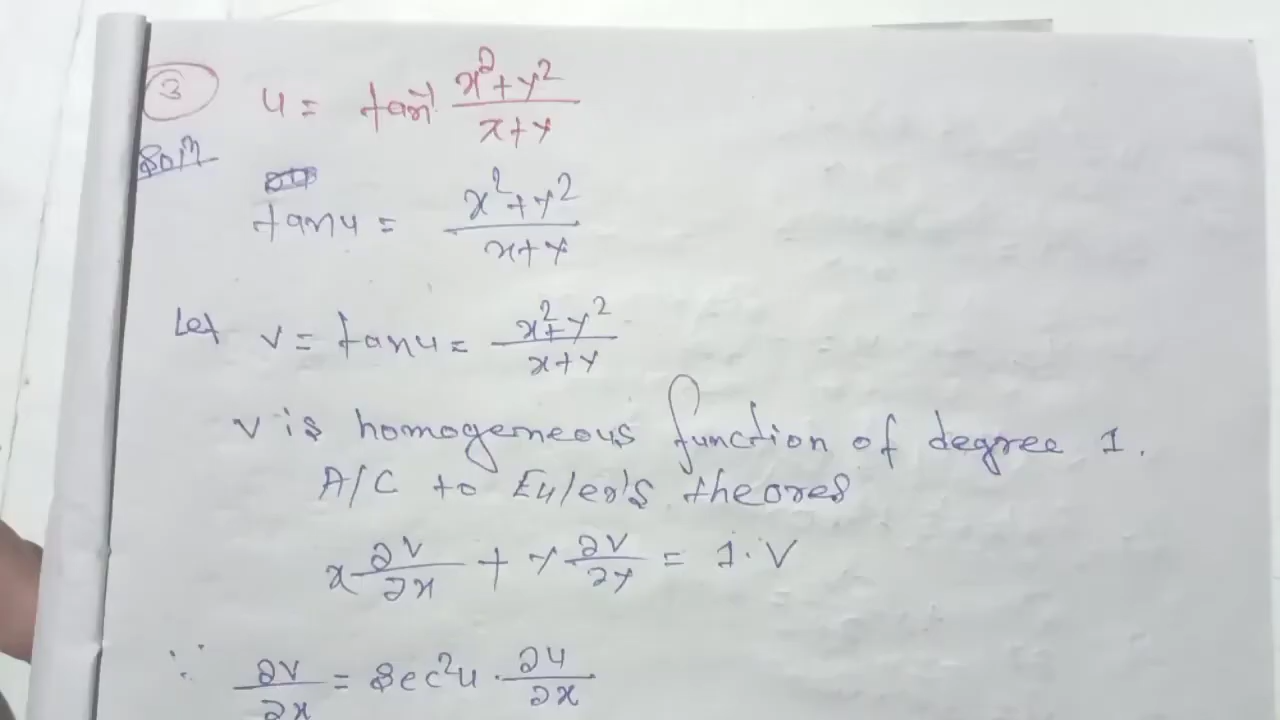 ③ u = tan⁻¹ (x²+y²)/(x+y)
Solⁿ
tan u = (x²+y²)/(x+y)
Let v = tan u = (x²+y²)/(x+y)
v is homogeneous function of degree 1.
A/C to Euler's theores
x ∂v/∂x + y ∂v/∂y = 1·v
∵ ∂v/∂x = Sec²u · ∂u/∂x